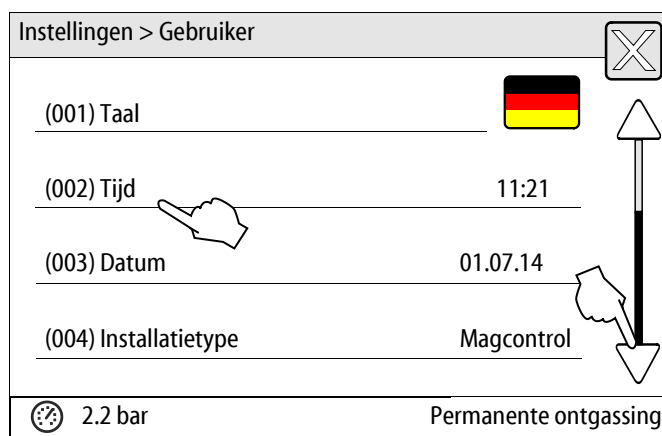 Instellingen > Gebruiker
X
(001) Taal
(002) Tijd 11:21
(003) Datum 01.07.14
(004) Installatietype Magcontrol
2.2 bar Permanente ontgassing